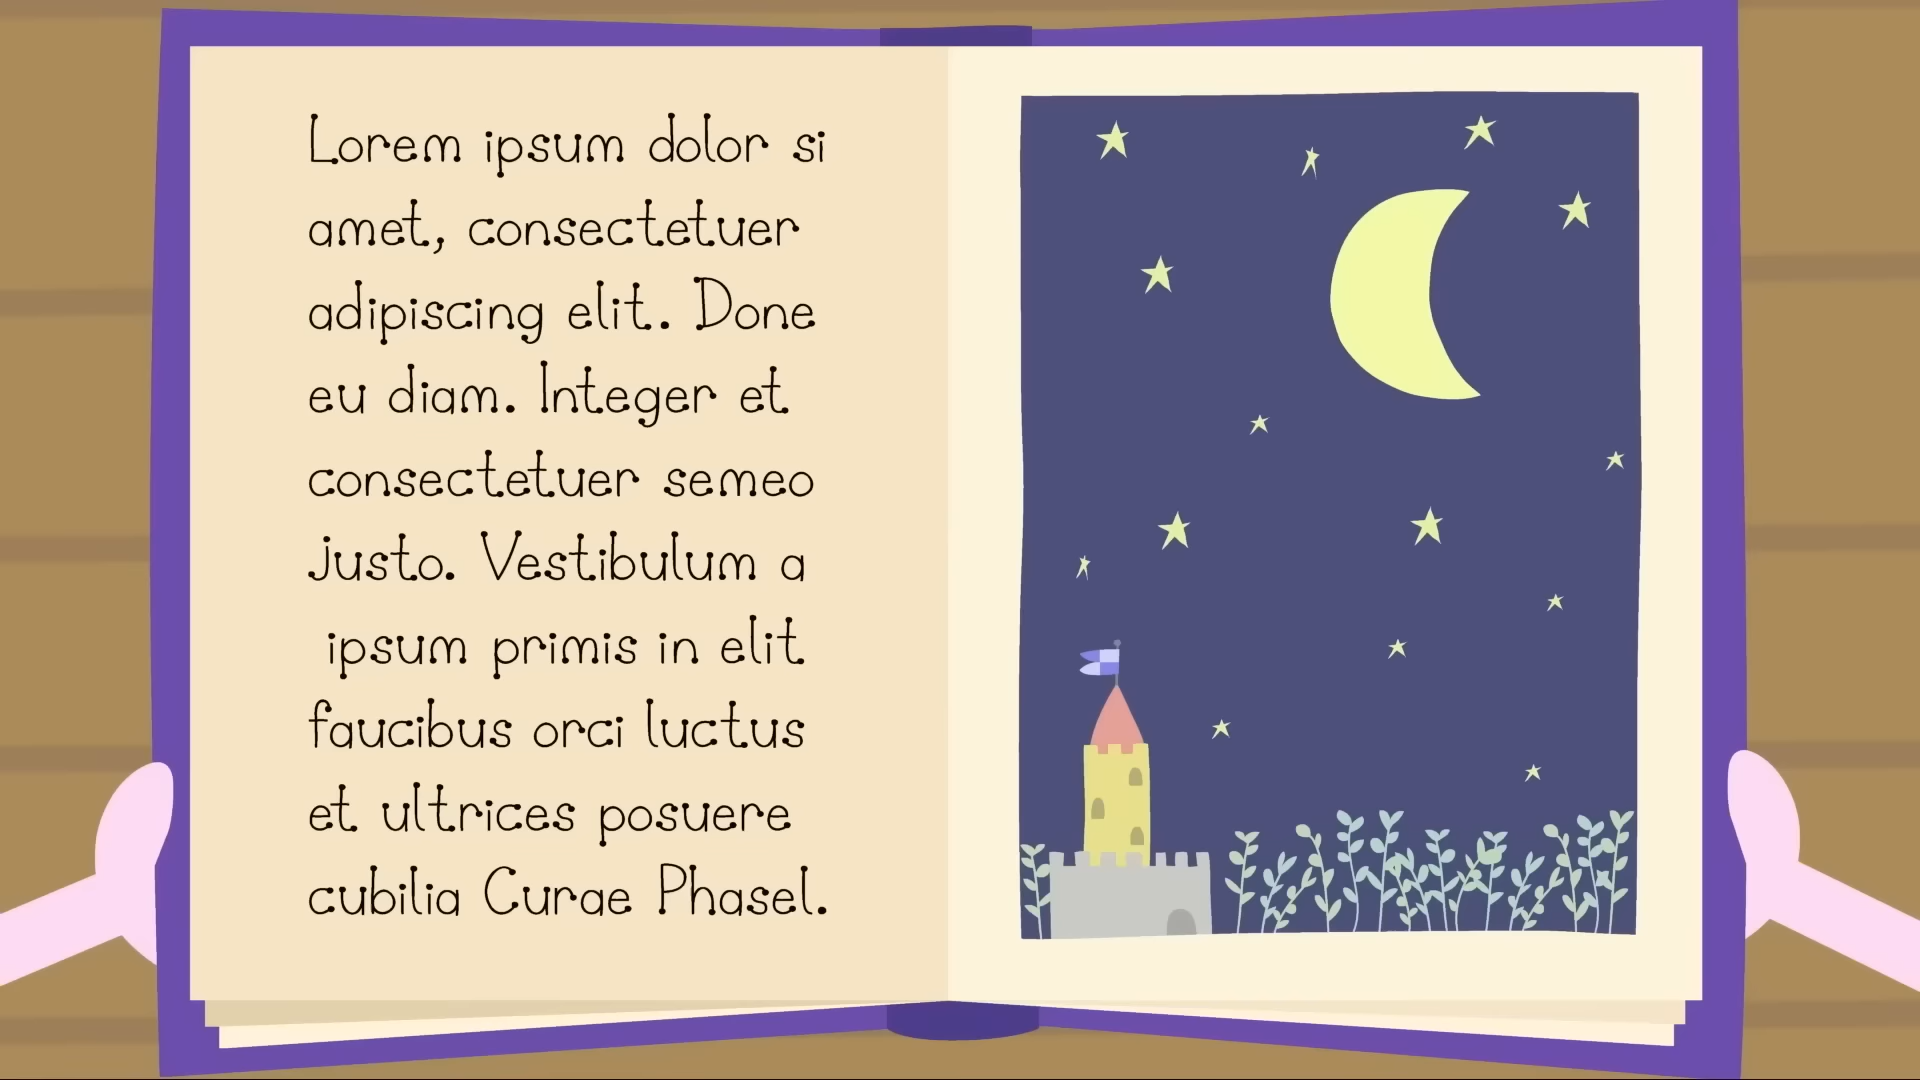 Lorem ipsum dolor si
amet, consectetuer
adipiscing elit. Done
eu diam. Integer et
consectetuer semeo
justo. Vestibulum a
ipsum primis in elit
faucibus orci luctus
et ultrices posuere
cubilia Curae Phasel.